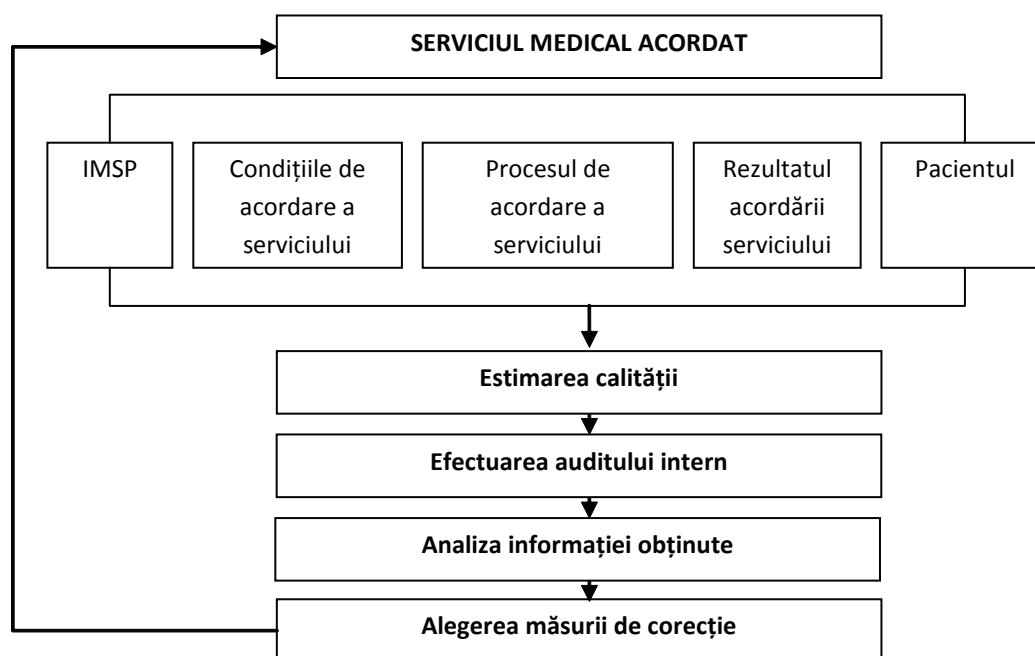 SERVICIUL MEDICAL ACORDAT
IMSP
Condițiile de
acordare a
serviciului
Procesul de
acordare a
serviciului
Rezultatul
acordării
serviciului
Pacientul
Estimarea calității
Efectuarea auditului intern
Analiza informației obținute
Alegerea măsurii de corecție